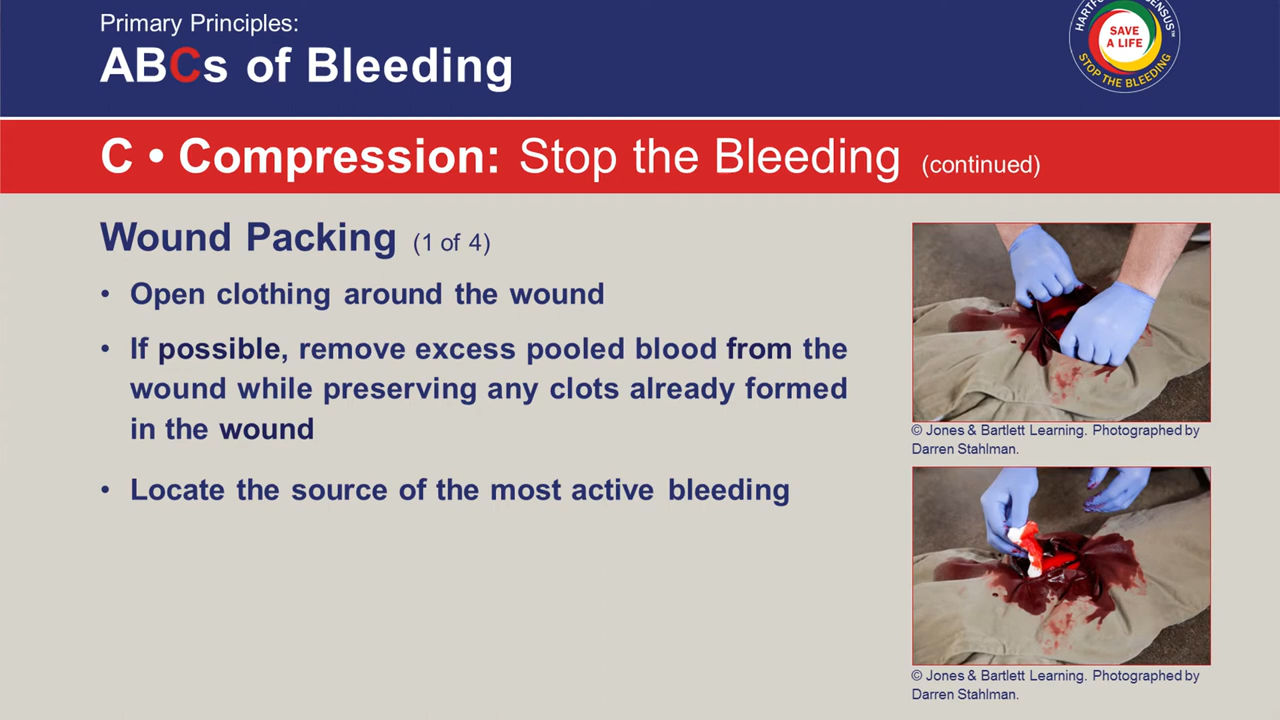 Primary Principles:
ABCs of Bleeding
SAVE
A LIFE
STOP THE BLEEDING
C • Compression: Stop the Bleeding (continued)
Wound Packing (1 of 4)
• Open clothing around the wound
• If possible, remove excess pooled blood from the
wound while preserving any clots already formed
in the wound
• Locate the source of the most active bleeding
© Jones & Bartlett Learning. Photographed by
Darren Stahlman.
© Jones & Bartlett Learning. Photographed by
Darren Stahlman.